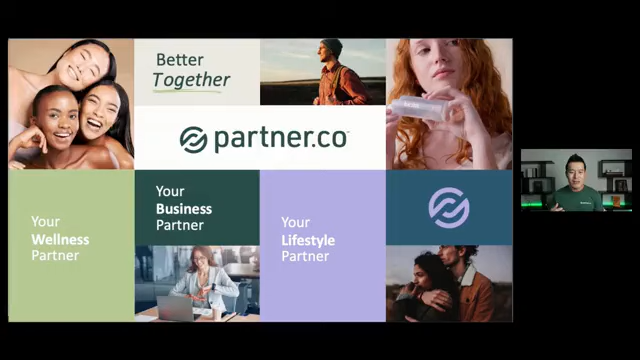 Better
Together
partner.co
Your
Wellness
Partner
Your
Business
Partner
Your
Lifestyle
Partner